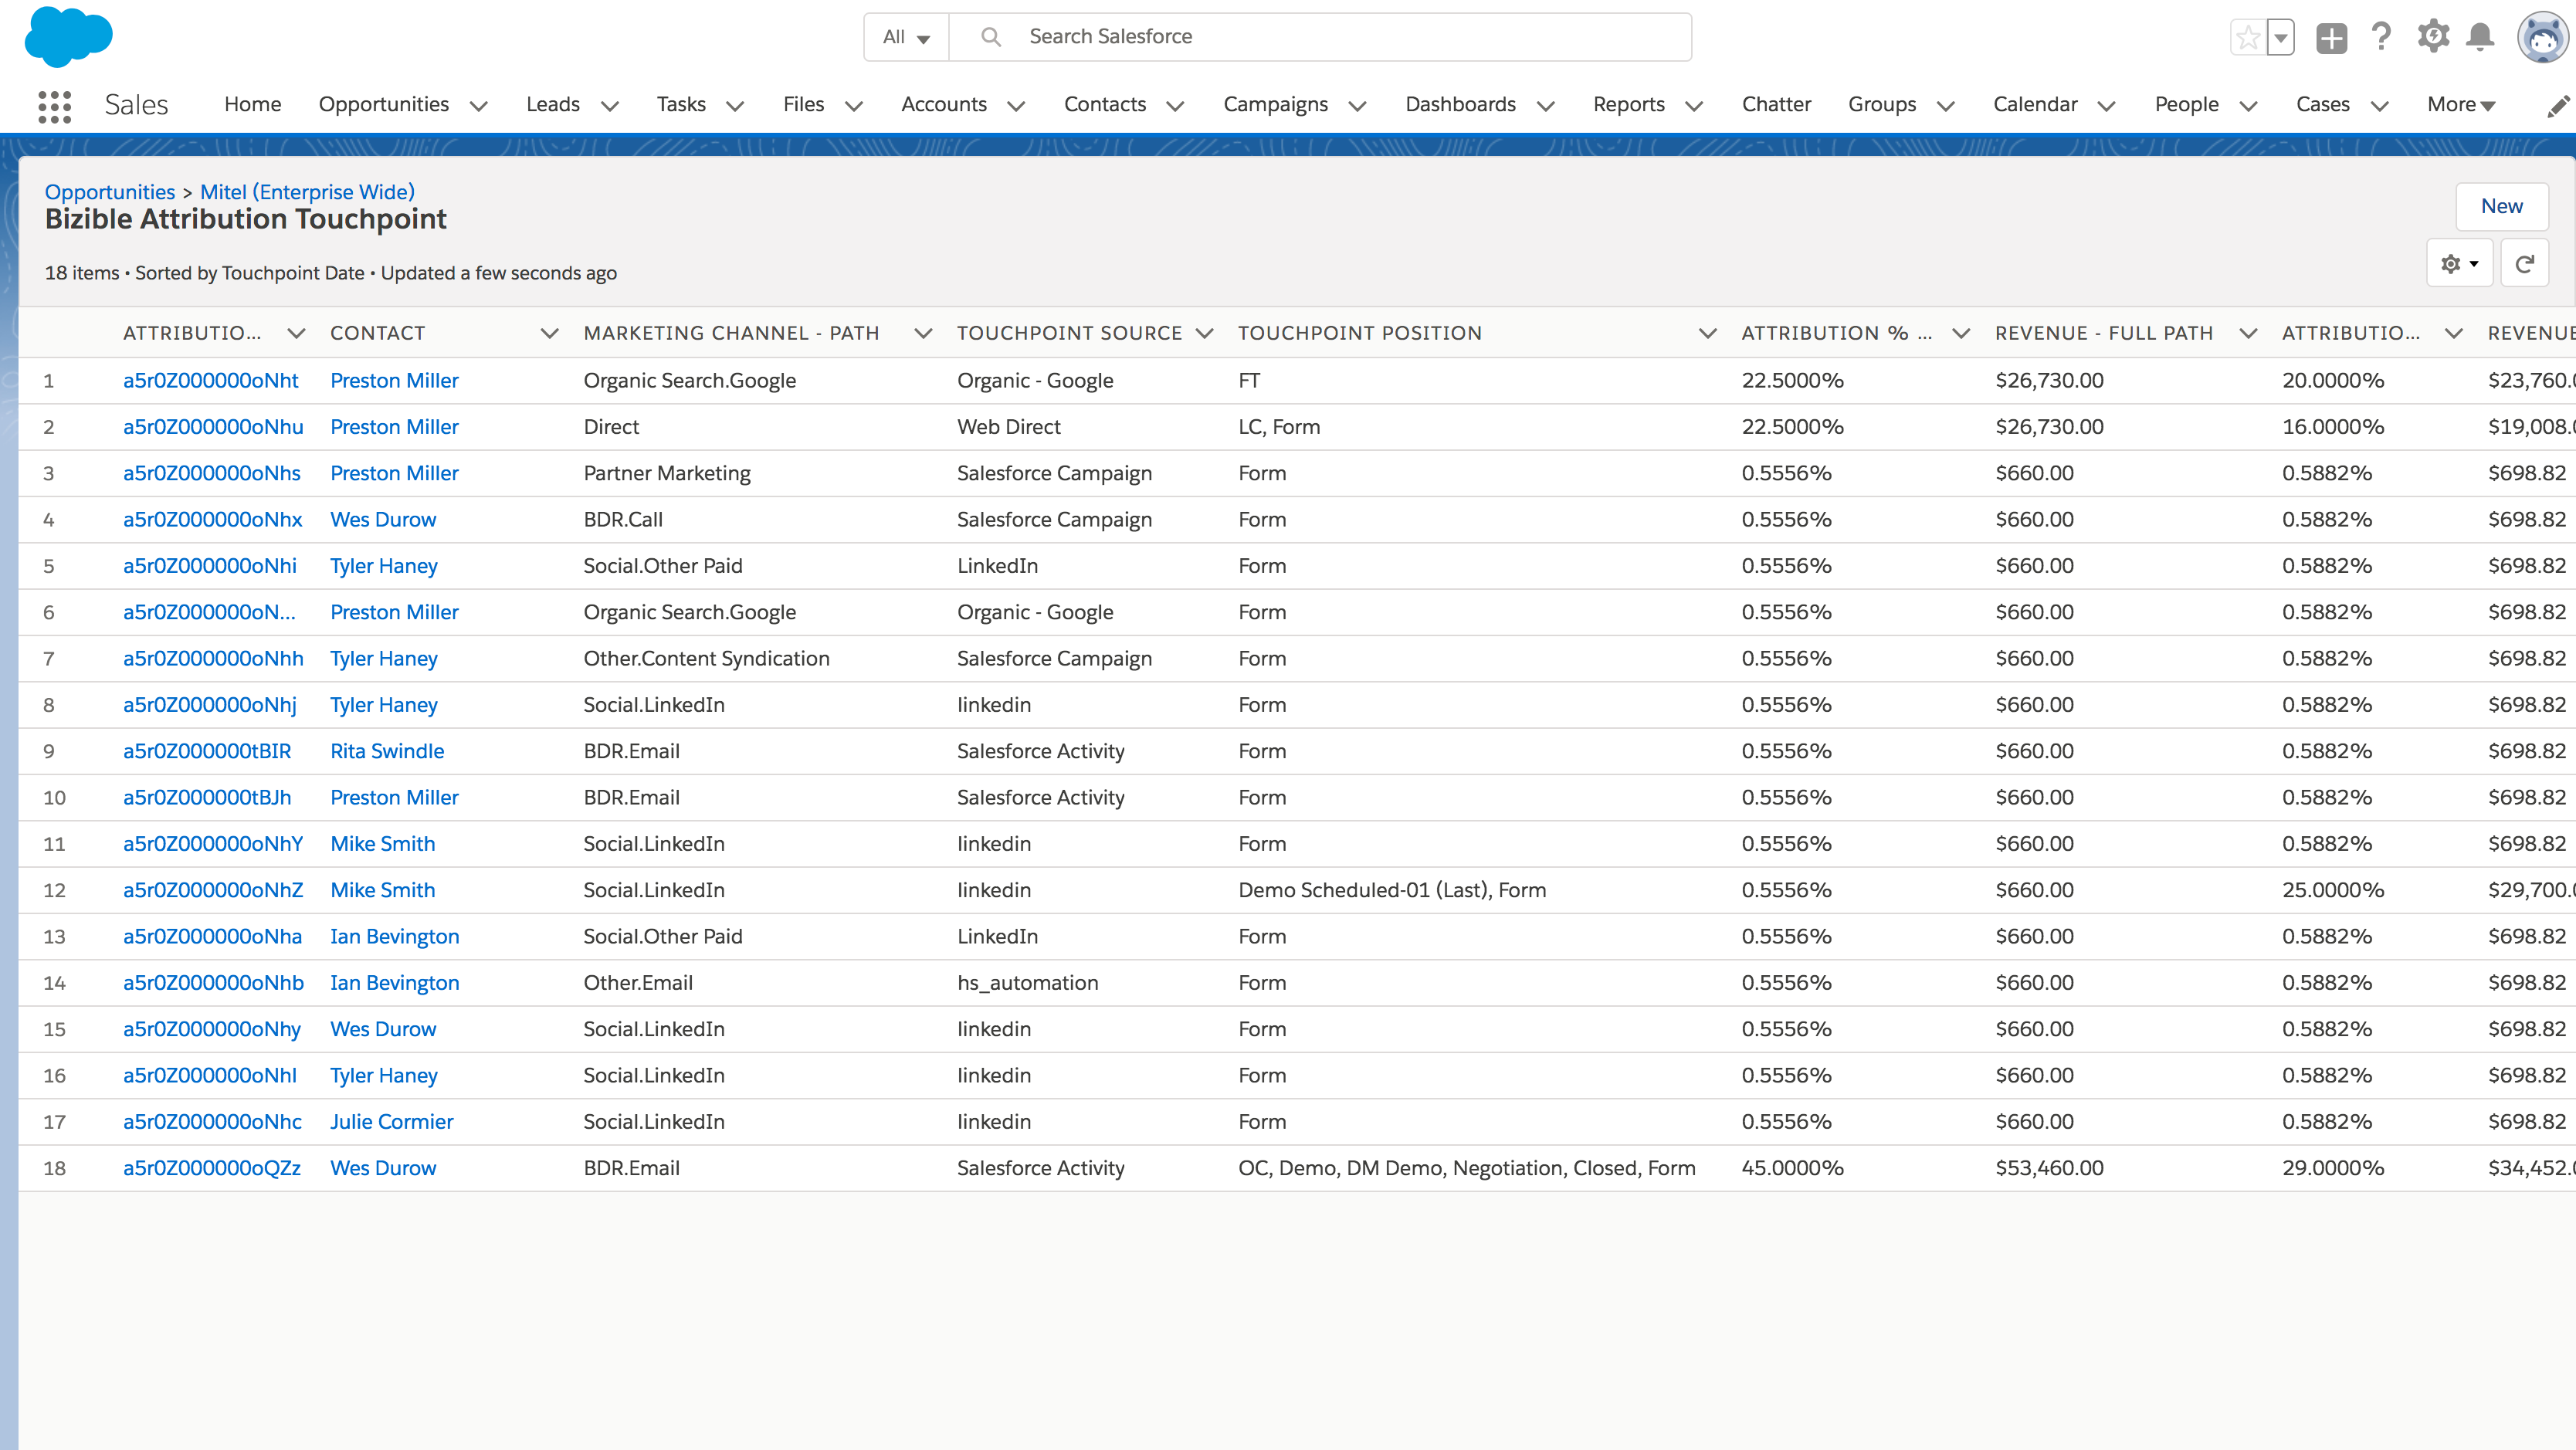 All Search Salesforce
Sales Home Opportunities Leads Tasks Files Accounts Contacts Campaigns Dashboards Reports Chatter Groups Calendar People Cases More
Opportunities > Mitel (Enterprise Wide)
Bizible Attribution Touchpoint
New
18 items • Sorted by Touchpoint Date • Updated a few seconds ago
ATTRIBUTIO... CONTACT MARKETING CHANNEL - PATH TOUCHPOINT SOURCE TOUCHPOINT POSITION ATTRIBUTION % ... REVENUE - FULL PATH ATTRIBUTIO... REVENUE
1 a5r0Z000000oNht Preston Miller Organic Search.Google Organic - Google FT 22.5000% $26,730.00 20.0000% $23,760.0
2 a5r0Z000000oNhu Preston Miller Direct Web Direct LC, Form 22.5000% $26,730.00 16.0000% $19,008.0
3 a5r0Z000000oNhs Preston Miller Partner Marketing Salesforce Campaign Form 0.5556% $660.00 0.5882% $698.82
4 a5r0Z000000oNhx Wes Durow BDR.Call Salesforce Campaign Form 0.5556% $660.00 0.5882% $698.82
5 a5r0Z000000oNhi Tyler Haney Social.Other Paid LinkedIn Form 0.5556% $660.00 0.5882% $698.82
6 a5r0Z000000oN... Preston Miller Organic Search.Google Organic - Google Form 0.5556% $660.00 0.5882% $698.82
7 a5r0Z000000oNhh Tyler Haney Other.Content Syndication Salesforce Campaign Form 0.5556% $660.00 0.5882% $698.82
8 a5r0Z000000oNhj Tyler Haney Social.LinkedIn linkedin Form 0.5556% $660.00 0.5882% $698.82
9 a5r0Z000000tBIR Rita Swindle BDR.Email Salesforce Activity Form 0.5556% $660.00 0.5882% $698.82
10 a5r0Z000000tBJh Preston Miller BDR.Email Salesforce Activity Form 0.5556% $660.00 0.5882% $698.82
11 a5r0Z000000oNhY Mike Smith Social.LinkedIn linkedin Form 0.5556% $660.00 0.5882% $698.82
12 a5r0Z000000oNhZ Mike Smith Social.LinkedIn linkedin Demo Scheduled-01 (Last), Form 0.5556% $660.00 25.0000% $29,700.0
13 a5r0Z000000oNha Ian Bevington Social.Other Paid LinkedIn Form 0.5556% $660.00 0.5882% $698.82
14 a5r0Z000000oNhb Ian Bevington Other.Email hs_automation Form 0.5556% $660.00 0.5882% $698.82
15 a5r0Z000000oNhy Wes Durow Social.LinkedIn linkedin Form 0.5556% $660.00 0.5882% $698.82
16 a5r0Z000000oNhl Tyler Haney Social.LinkedIn linkedin Form 0.5556% $660.00 0.5882% $698.82
17 a5r0Z000000oNhc Julie Cormier Social.LinkedIn linkedin Form 0.5556% $660.00 0.5882% $698.82
18 a5r0Z000000oQZz Wes Durow BDR.Email Salesforce Activity OC, Demo, DM Demo, Negotiation, Closed, Form 45.0000% $53,460.00 29.0000% $34,452.0